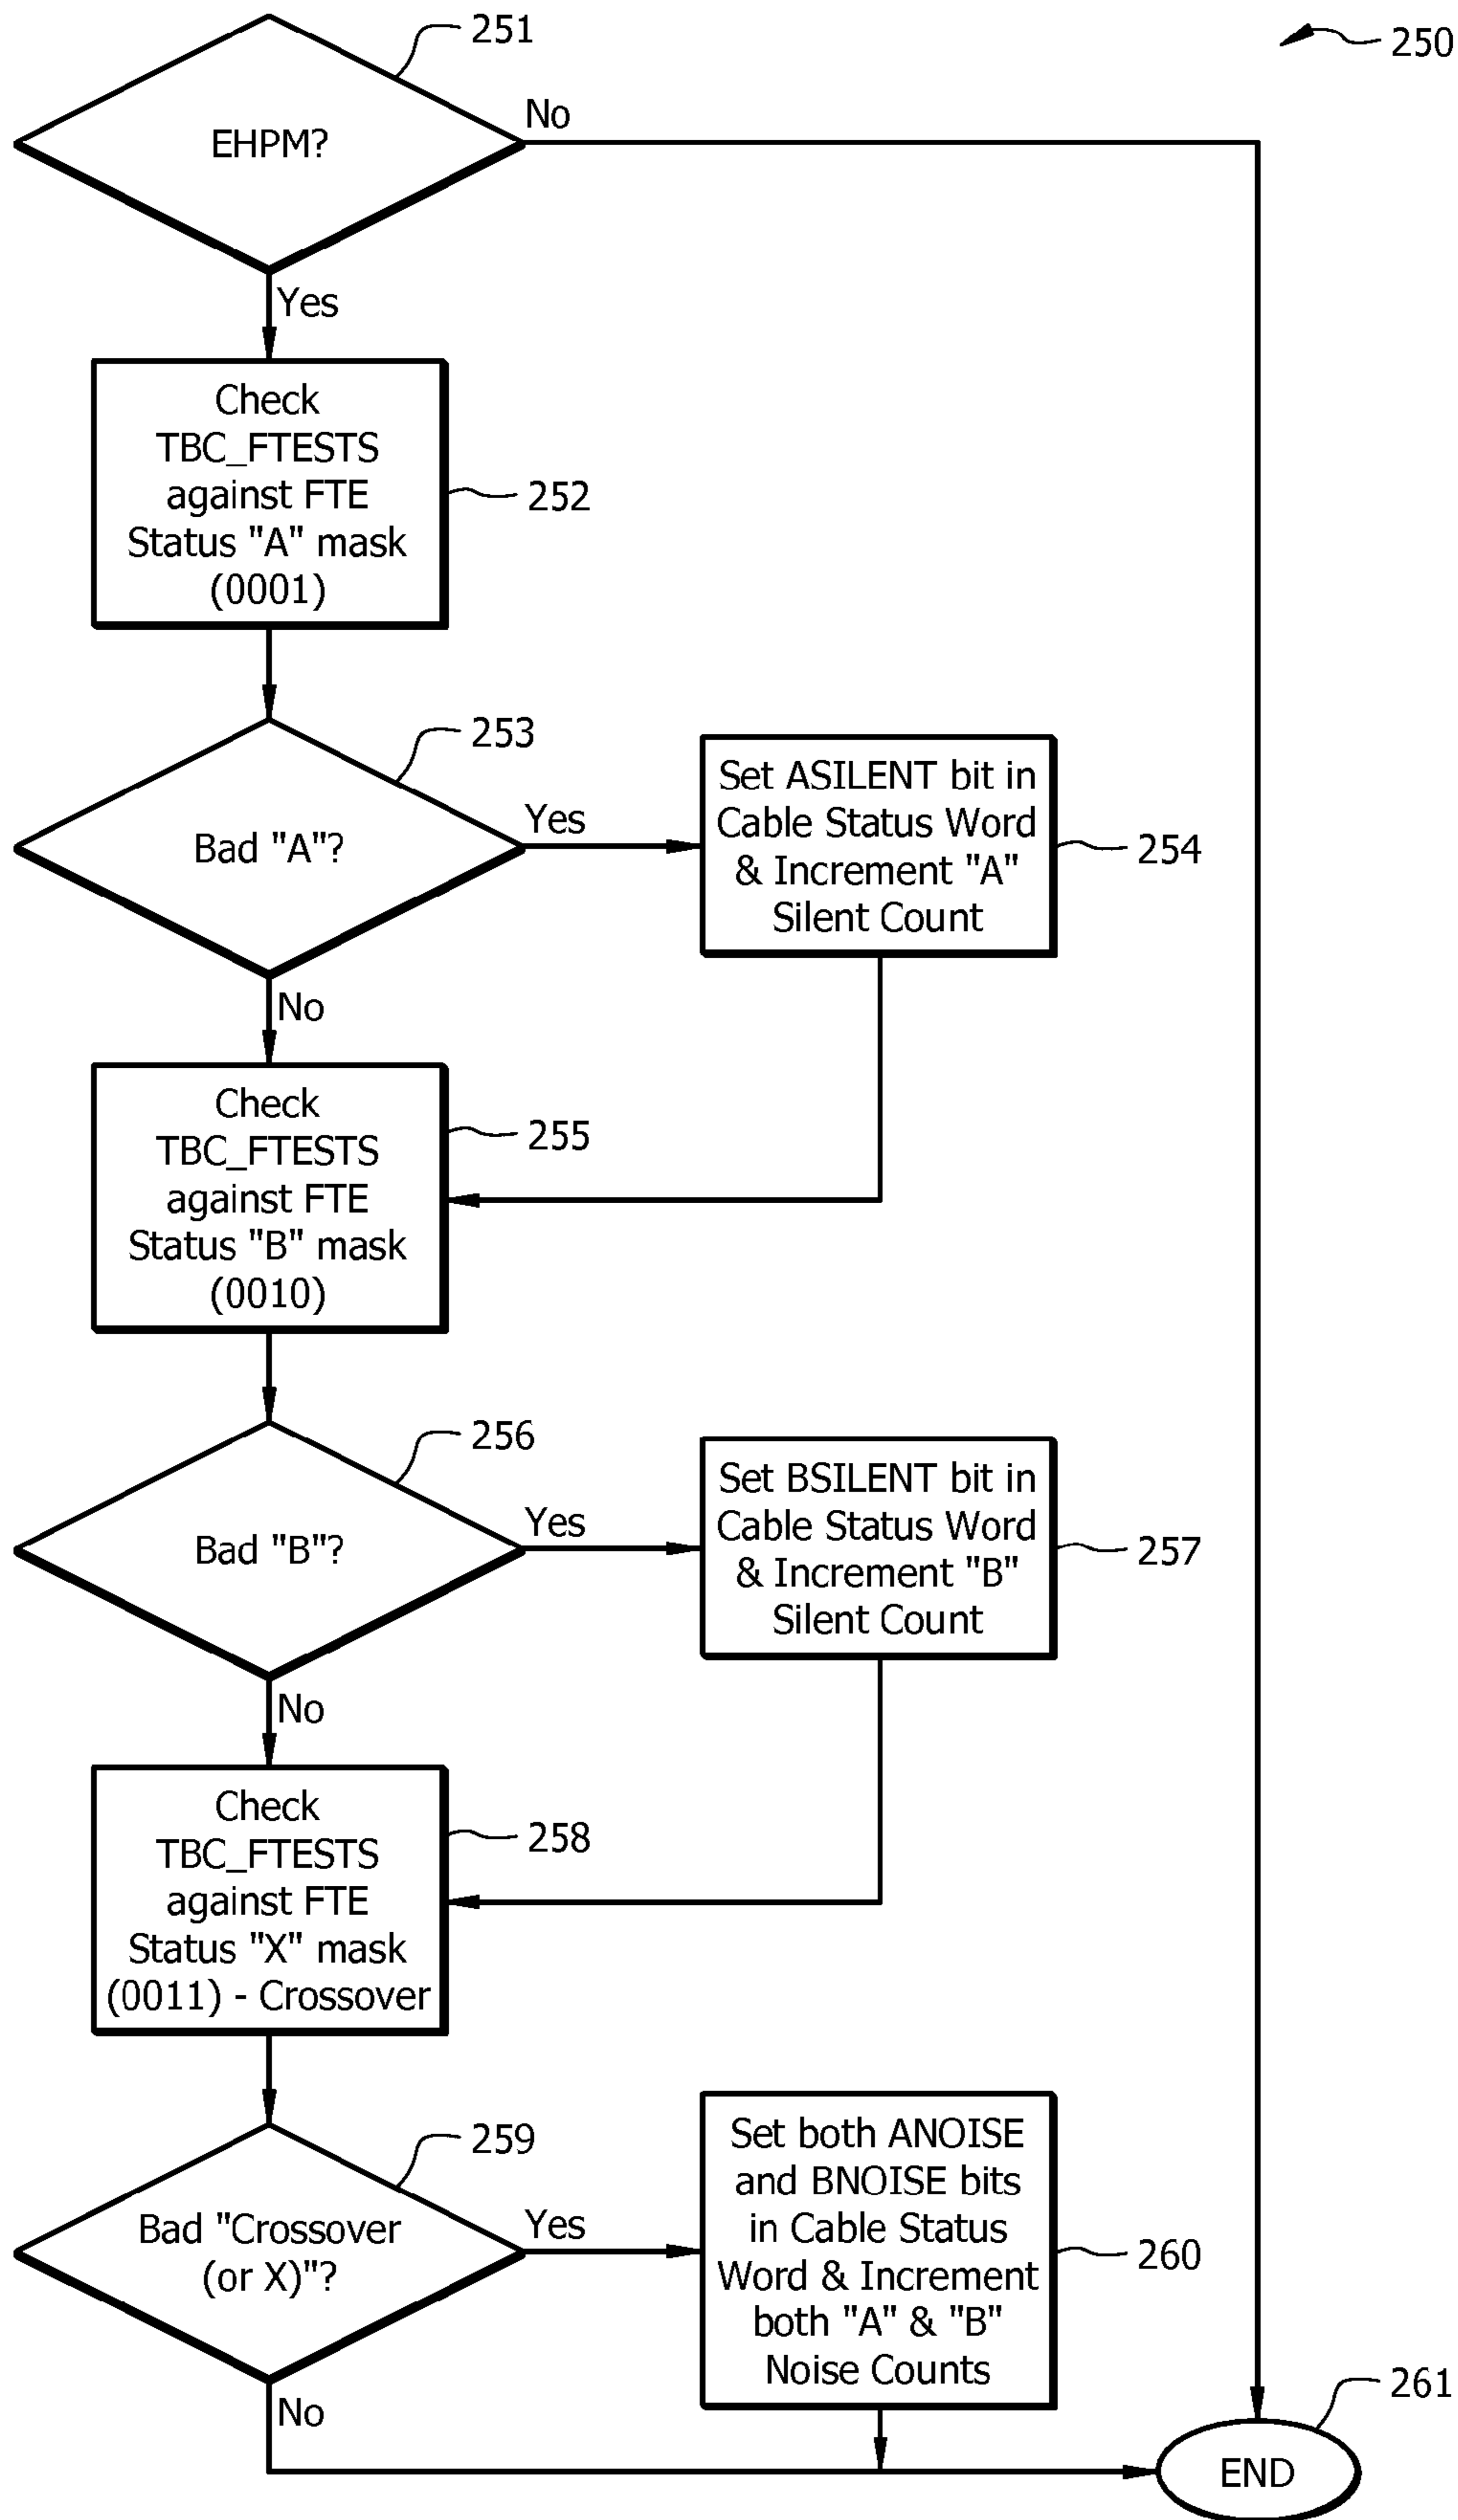 251
250
EHPM?
No
Yes
Check
TBC_FTESTS
against FTE
Status "A" mask
(0001)
252
253
Bad "A"?
Yes
Set ASILENT bit in
Cable Status Word
& Increment "A"
Silent Count
254
No
Check
TBC_FTESTS
against FTE
Status "B" mask
(0010)
255
256
Bad "B"?
Yes
Set BSILENT bit in
Cable Status Word
& Increment "B"
Silent Count
257
No
Check
TBC_FTESTS
against FTE
Status "X" mask
(0011) - Crossover
258
259
Bad "Crossover
(or X)"?
Yes
Set both ANOISE
and BNOISE bits
in Cable Status
Word & Increment
both "A" & "B"
Noise Counts
260
No
261
END